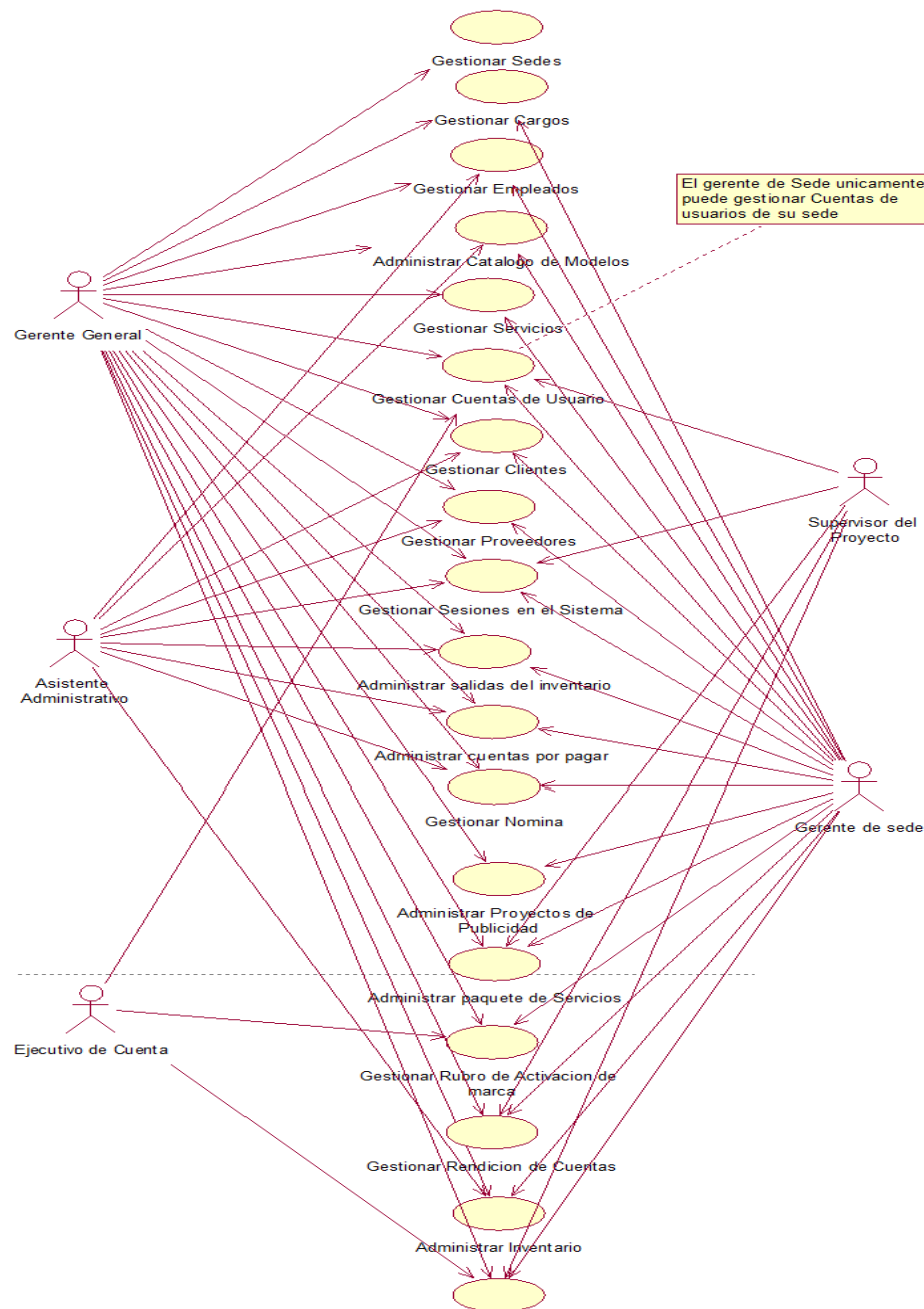 Gestionar Sedes
Gestionar Cargos
Gestionar Empleados
El gerente de Sede unicamente
puede gestionar Cuentas de
usuarios de su sede
Administrar Catalogo de Modelos
Gestionar Servicios
Gerente General
Gestionar Cuentas de Usuario
Gestionar Clientes
Supervisor del
Proyecto
Gestionar Proveedores
Gestionar Sesiones en el Sistema
Asistente
Administrativo
Administrar salidas del inventario
Administrar cuentas por pagar
Gestionar Nomina
Gerente de sede
Administrar Proyectos de
Publicidad
Administrar paquete de Servicios
Ejecutivo de Cuenta
Gestionar Rubro de Activacion de
marca
Gestionar Rendicion de Cuentas
Administrar Inventario